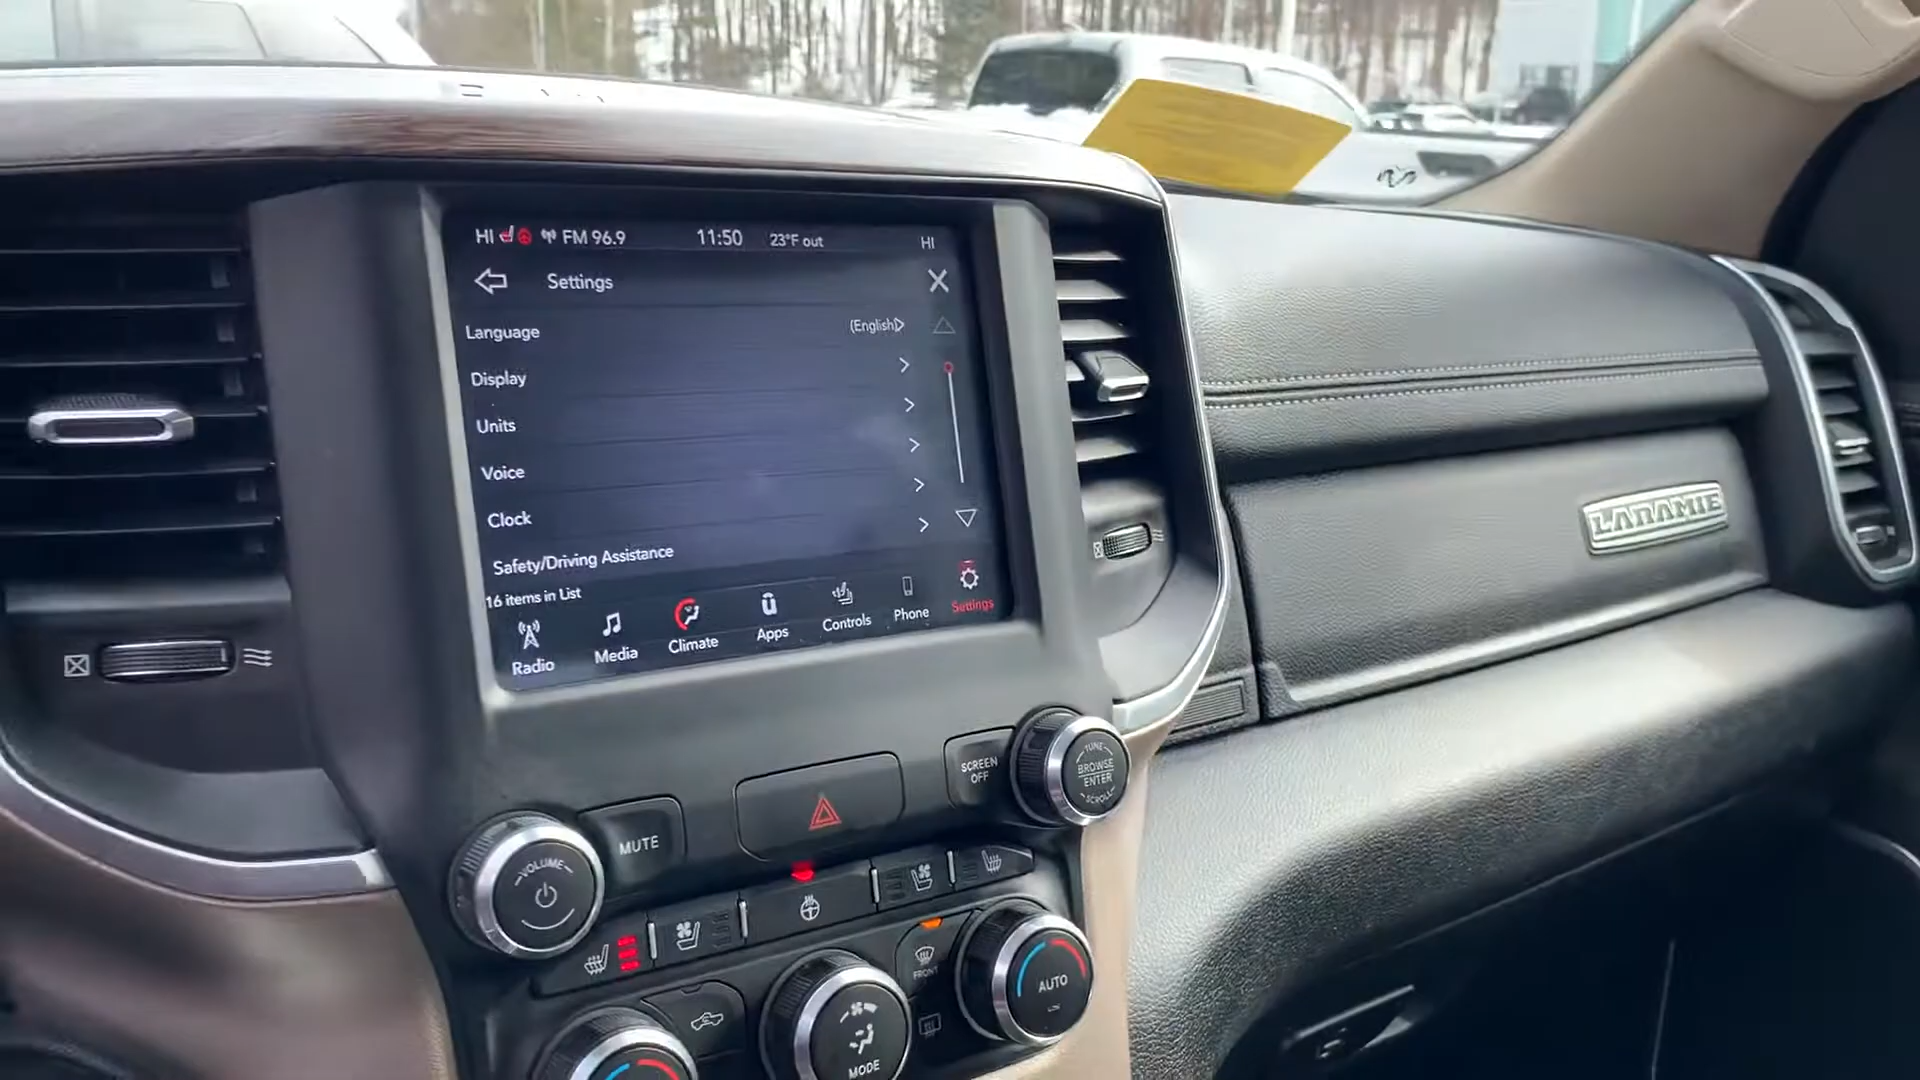 HI FM 96.9 11:50 23°F out HI
Settings
Language (English)
Display
Units
Voice
Clock
Safety/Driving Assistance
16 items in List
Radio Media Climate Apps Controls Phone Settings
LARAMIE
SCREEN
OFF
TUNE
BROWSE
ENTER
SCROLL
VOLUME
MUTE
FRONT
AUTO
MODE